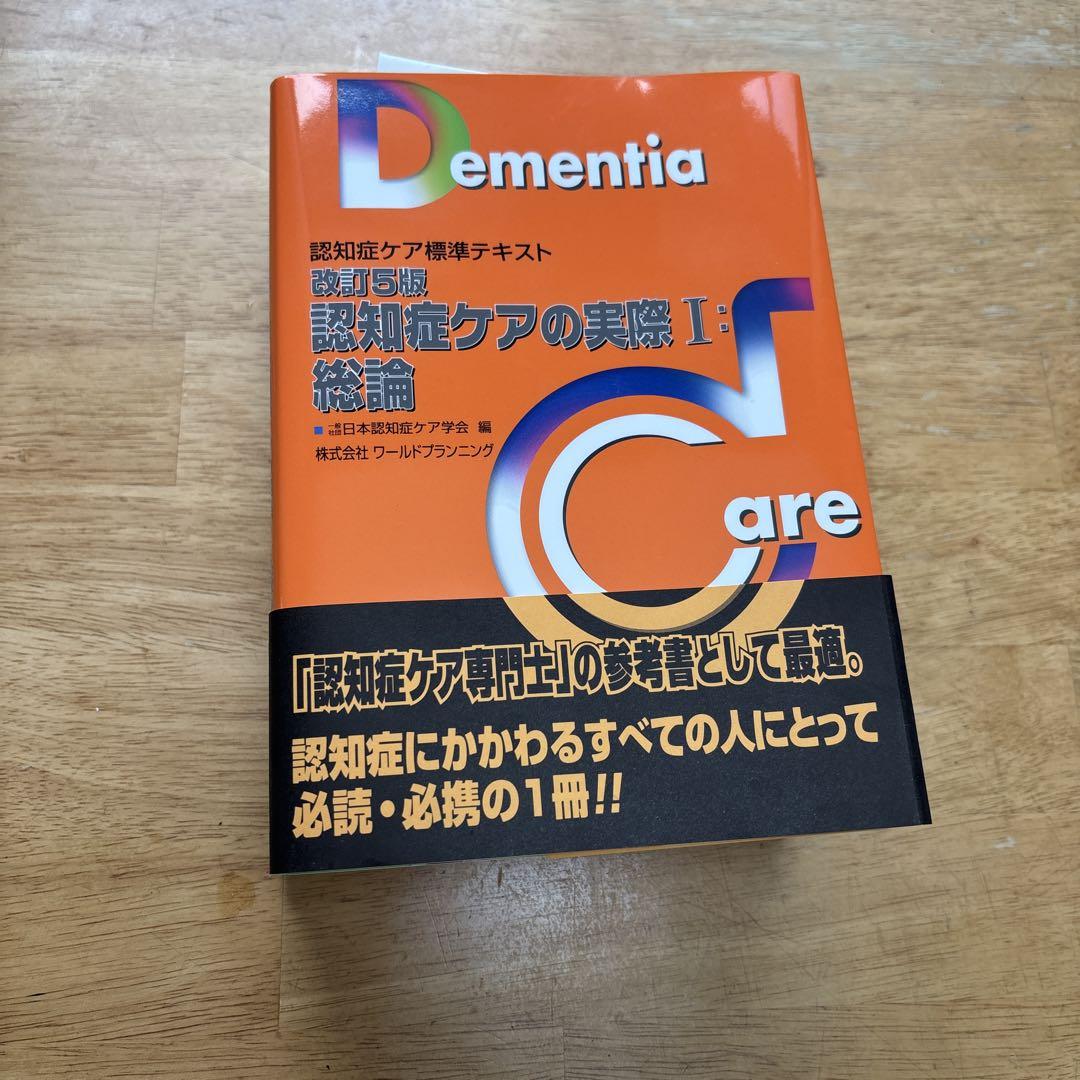 Dementia
認知症ケア標準テキスト
改訂5版
認知症ケアの実際Ⅰ:
総論
■一般社団日本認知症ケア学会 編
株式会社 ワールドプランニング
Care
「認知症ケア専門士」の参考書として最適。
認知症にかかわるすべての人にとって
必読・必携の1冊!!